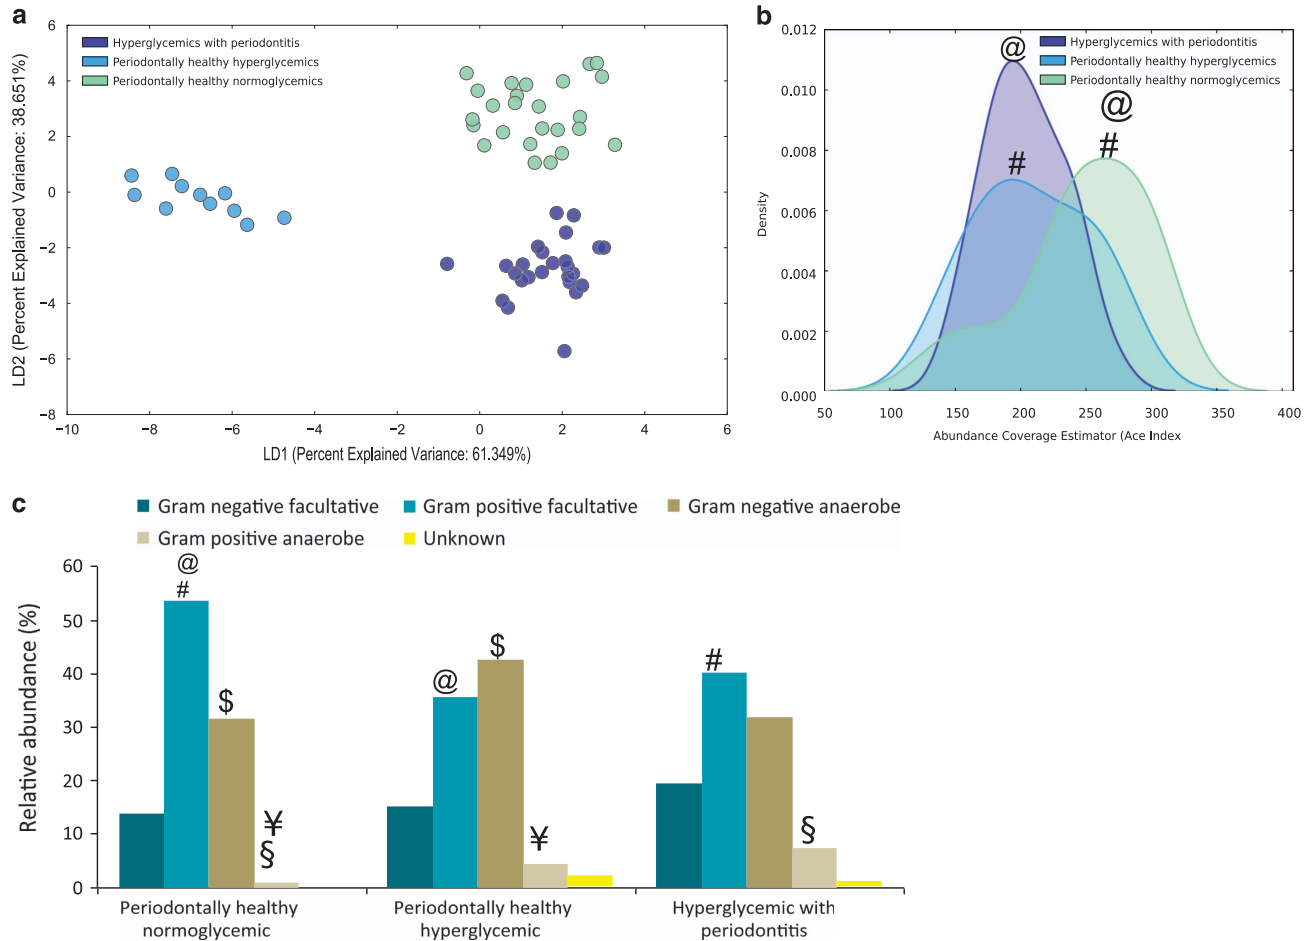 a
6
4
2
0
−2
−4
−6
−8
LD2 (Percent Explained Variance: 38.651%)
Hyperglycemics with periodontitis
Periodontally healthy hyperglycemics
Periodontally healthy normoglycemics
−10 −8 −6 −4 −2 0 2 4 6
LD1 (Percent Explained Variance: 61.349%)
b
0.012
0.010
0.008
0.006
0.004
0.002
0.000
Density
Hyperglycemics with periodontitis
Periodontally healthy hyperglycemics
Periodontally healthy normoglycemics
@
@
#
#
50 100 150 200 250 300 350 400
Abundance Coverage Estimator (Ace Index
c
Gram negative facultative Gram positive facultative Gram negative anaerobe
Gram positive anaerobe Unknown
60
50
40
30
20
10
0
Relative abundance (%)
@
#
$
¥
§
@
$
¥
#
§
Periodontally healthy
normoglycemic
Periodontally healthy
hyperglycemic
Hyperglycemic with
periodontitis